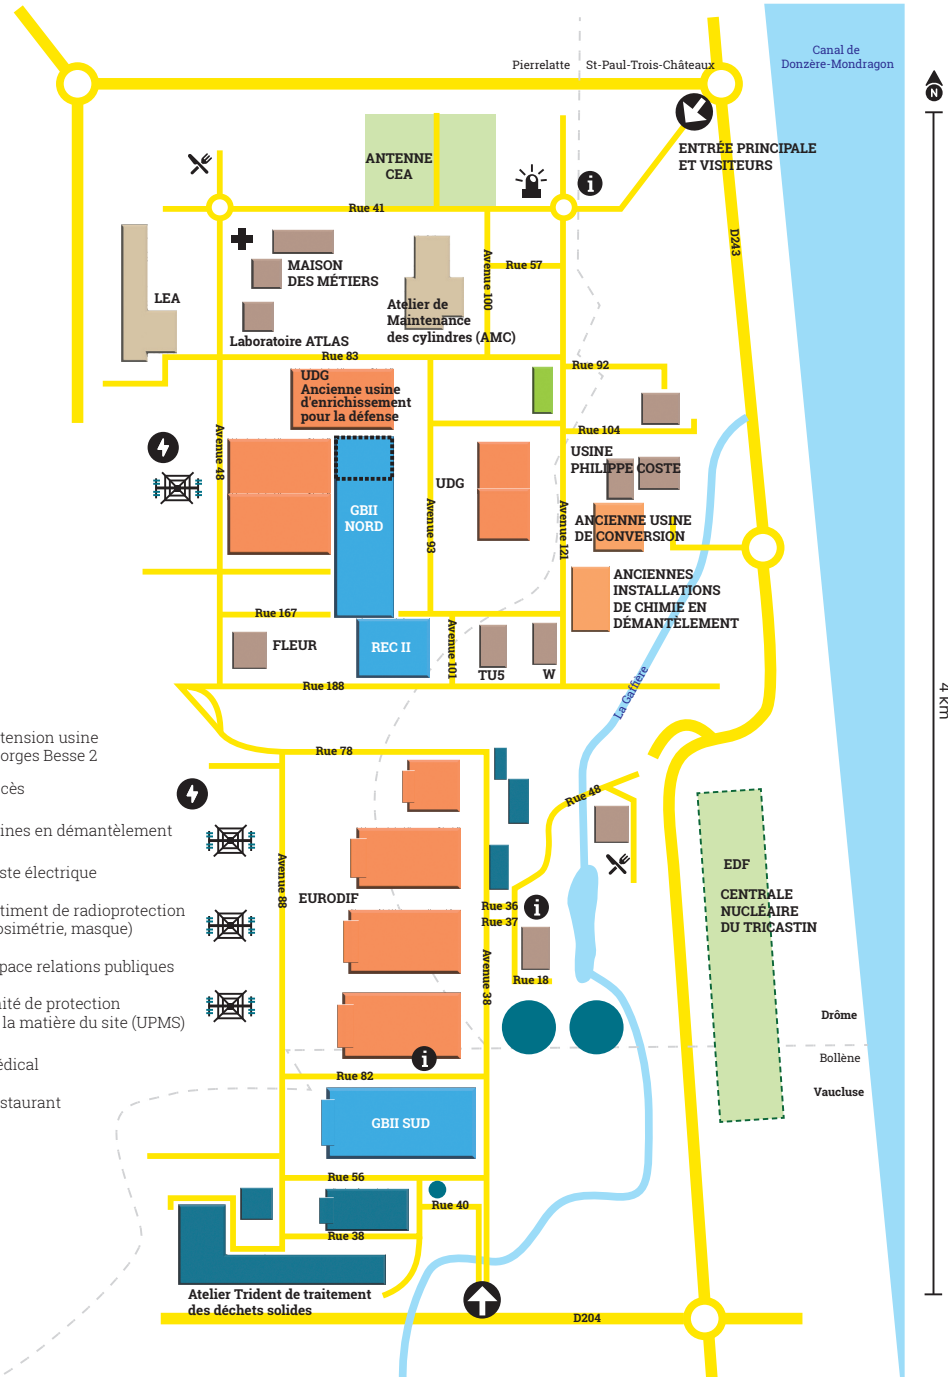 Canal de
Donzère-Mondragon
Pierrelatte
St-Paul-Trois-Châteaux
N
ENTRÉE PRINCIPALE
ET VISITEURS
ANTENNE
CEA
Rue 41
D243
MAISON
DES MÉTIERS
Avenue 100
Rue 57
LEA
Atelier de
Maintenance
des cylindres (AMC)
Laboratoire ATLAS
Rue 83
Rue 92
UDG
Ancienne usine
d'enrichissement
pour la défense
Rue 104
Avenue 48
USINE
PHILIPPE COSTE
UDG
GBII
NORD
Avenue 93
Avenue 121
ANCIENNE USINE
DE CONVERSION
ANCIENNES
INSTALLATIONS
DE CHIMIE EN
DÉMANTÈLEMENT
Rue 167
FLEUR
REC II
Avenue 101
TU5
W
Rue 188
La Gaffière
4 km
tension usine
orges Besse 2
cès
ines en démantèlement
ste électrique
timent de radioprotection
osimétrie, masque)
pace relations publiques
ité de protection
la matière du site (UPMS)
édical
staurant
Rue 78
Rue 48
Avenue 88
EURODIF
Rue 36
Rue 37
Avenue 38
Rue 18
EDF
CENTRALE
NUCLÉAIRE
DU TRICASTIN
Drôme
Bollène
Vaucluse
Rue 82
GBII SUD
Rue 56
Rue 40
Rue 38
Atelier Trident de traitement
des déchets solides
D204